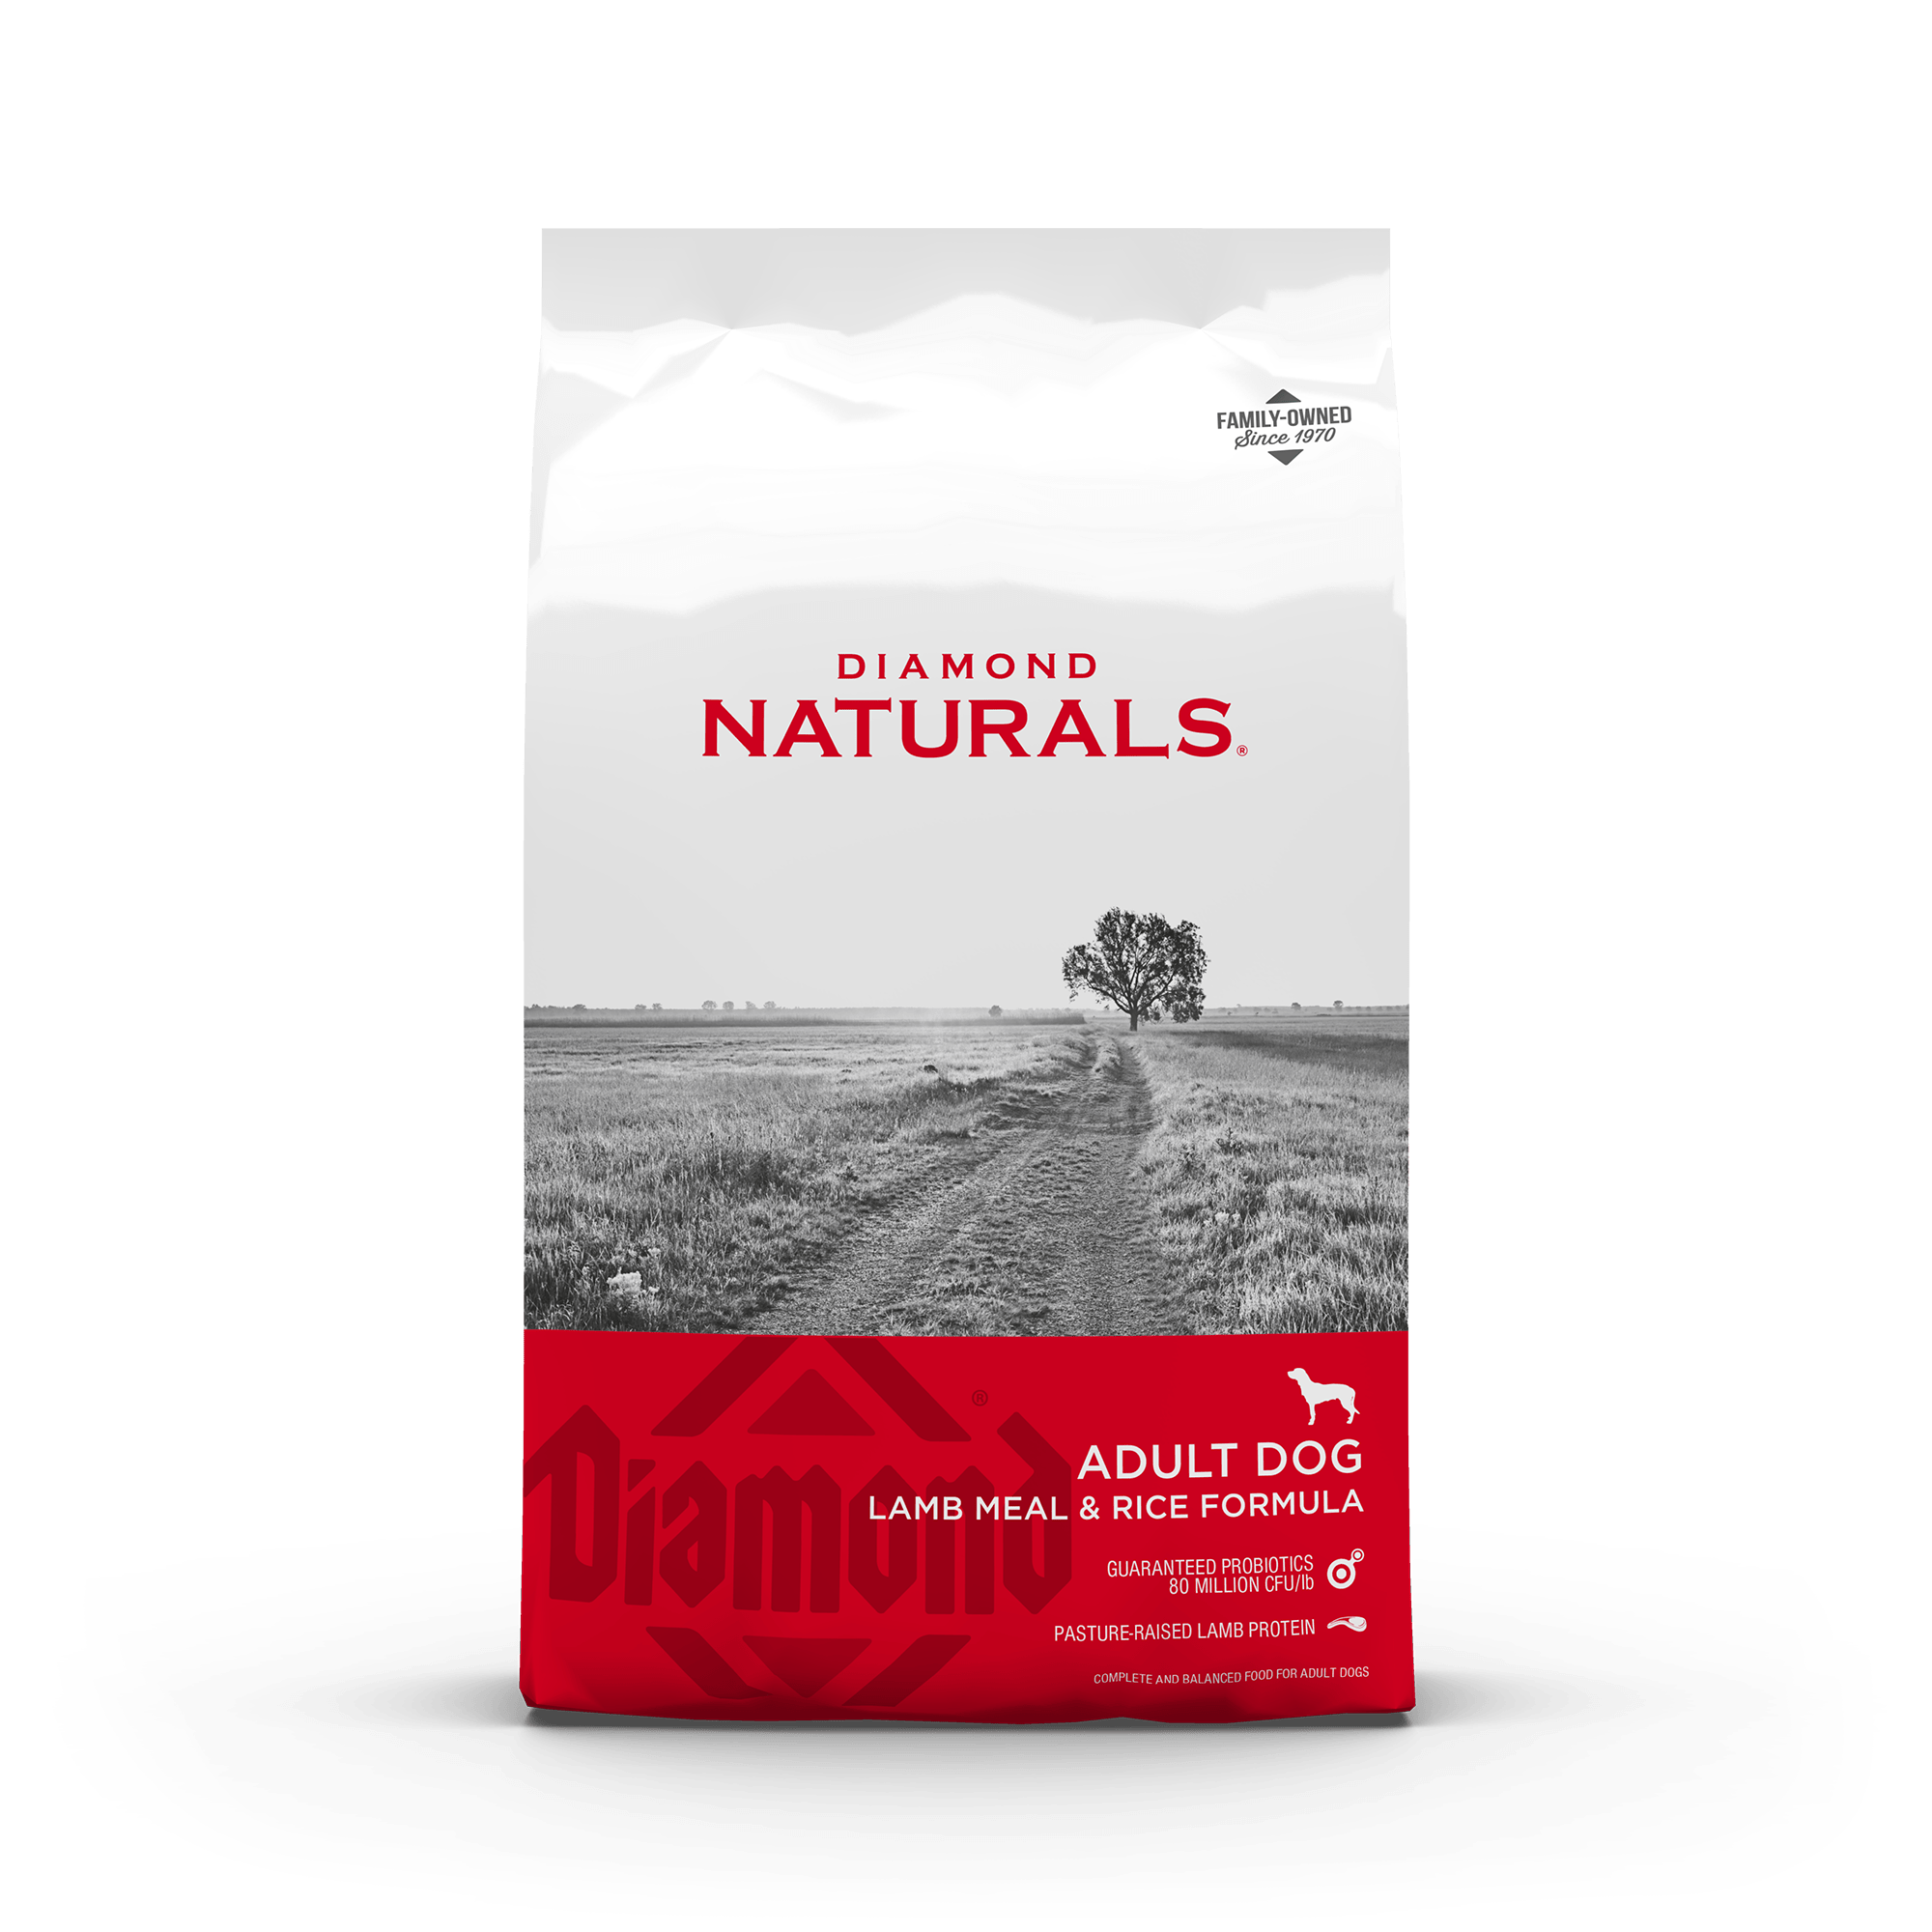 FAMILY-OWNED
Since 1970
DIAMOND
NATURALS®
Diamond®
ADULT DOG
LAMB MEAL & RICE FORMULA
GUARANTEED PROBIOTICS
80 MILLION CFU/lb
PASTURE-RAISED LAMB PROTEIN
COMPLETE AND BALANCED FOOD FOR ADULT DOGS